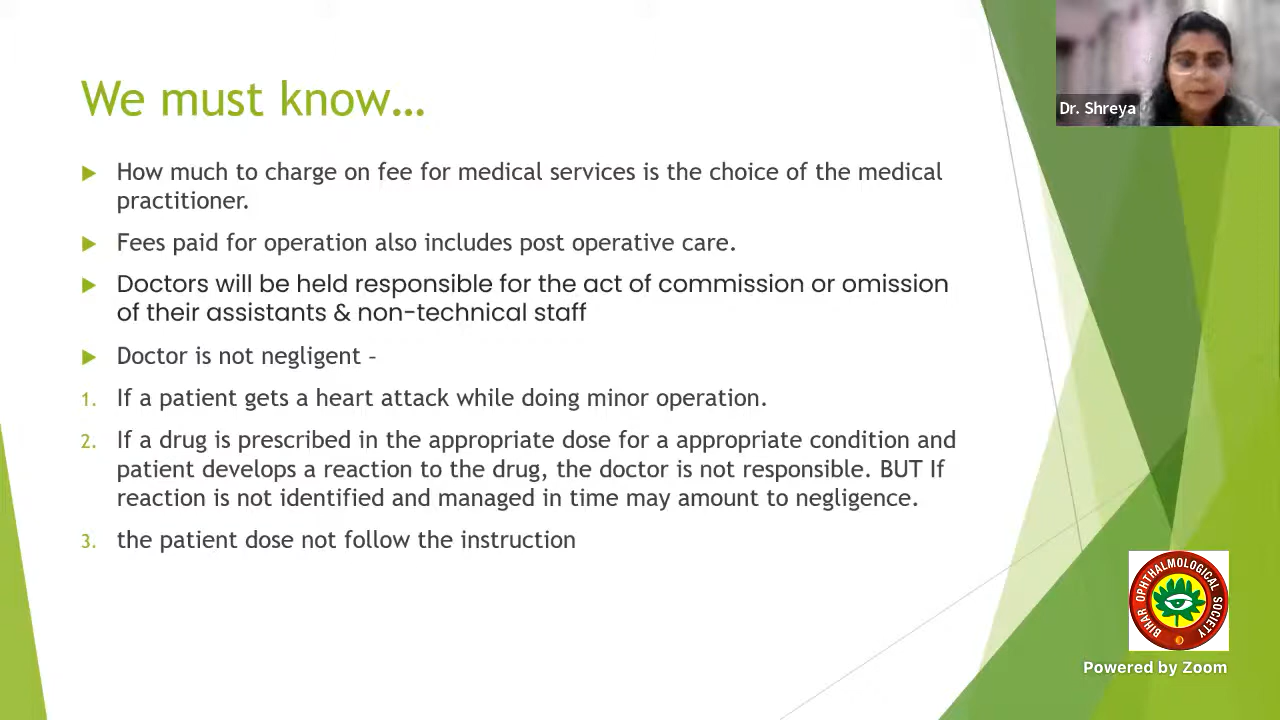 Dr. Shreya
We must know...
How much to charge on fee for medical services is the choice of the medical
practitioner.
Fees paid for operation also includes post operative care.
Doctors will be held responsible for the act of commission or omission
of their assistants & non-technical staff
Doctor is not negligent –
1. If a patient gets a heart attack while doing minor operation.
2. If a drug is prescribed in the appropriate dose for a appropriate condition and
patient develops a reaction to the drug, the doctor is not responsible. BUT If
reaction is not identified and managed in time may amount to negligence.
3. the patient dose not follow the instruction
BIHAR OPHTHALMOLOGICAL SOCIETY
Powered by Zoom